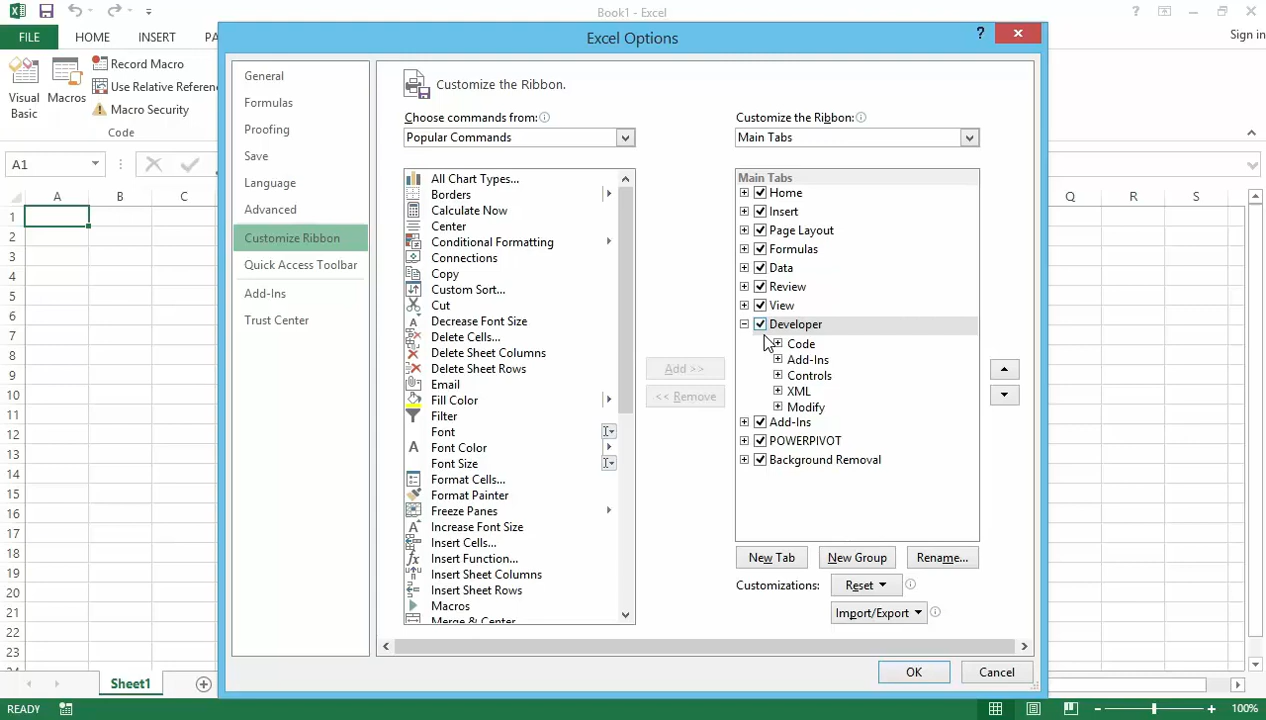 Book1 - Excel
FILE
HOME
INSERT
PA
Sign in
Visual Basic
Macros
Record Macro
Use Relative Referen
Macro Security
Code
A1
A B C Q R S
1
2
3
4
5
6
7
8
9
10
11
12
13
14
15
16
17
18
19
20
21
22
23
Sheet1
READY
100%
Excel Options
?
General
Formulas
Proofing
Save
Language
Advanced
Customize Ribbon
Quick Access Toolbar
Add-Ins
Trust Center
Customize the Ribbon.
Choose commands from:
Popular Commands
All Chart Types...
Borders
Calculate Now
Center
Conditional Formatting
Connections
Copy
Custom Sort...
Cut
Decrease Font Size
Delete Cells...
Delete Sheet Columns
Delete Sheet Rows
Email
Fill Color
Filter
Font
Font Color
Font Size
Format Cells...
Format Painter
Freeze Panes
Increase Font Size
Insert Cells...
Insert Function...
Insert Sheet Columns
Insert Sheet Rows
Macros
Merge & Center
Add >>
<< Remove
Customize the Ribbon:
Main Tabs
Main Tabs
Home
Insert
Page Layout
Formulas
Data
Review
View
Developer
Code
Add-Ins
Controls
XML
Modify
Add-Ins
POWERPIVOT
Background Removal
New Tab
New Group
Rename...
Customizations:
Reset
Import/Export
OK
Cancel